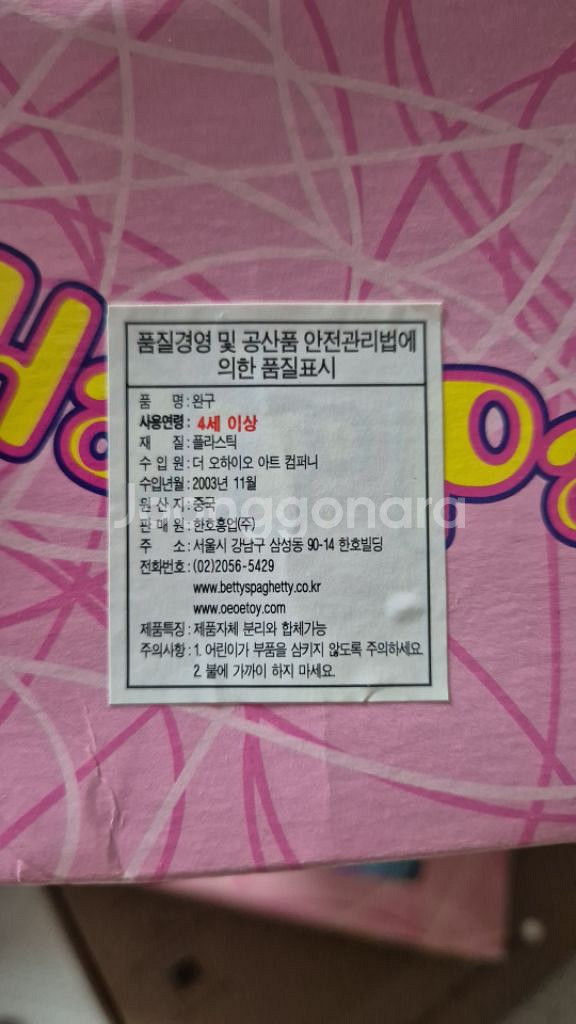 품질경영 및 공산품 안전관리법에
의한 품질표시
품 명 : 완구
사용연령 : 4세 이상
재 질 : 플라스틱
수 입 원 : 더 오하이오 아트 컴퍼니
수입년월 : 2003년 11월
원 산 지 : 중국
판 매 원 : 한호흥업(주)
주 소 : 서울시 강남구 삼성동 90-14 한호빌딩
전화번호 : (02)2056-5429
www.bettyspaghetty.co.kr
www.oeoetoy.com
제품특징 : 제품자체 분리와 합체가능
주의사항 : 1. 어린이가 부품을 삼키지 않도록 주의하세요.
2. 불에 가까이 하지 마세요.
Joonggonara